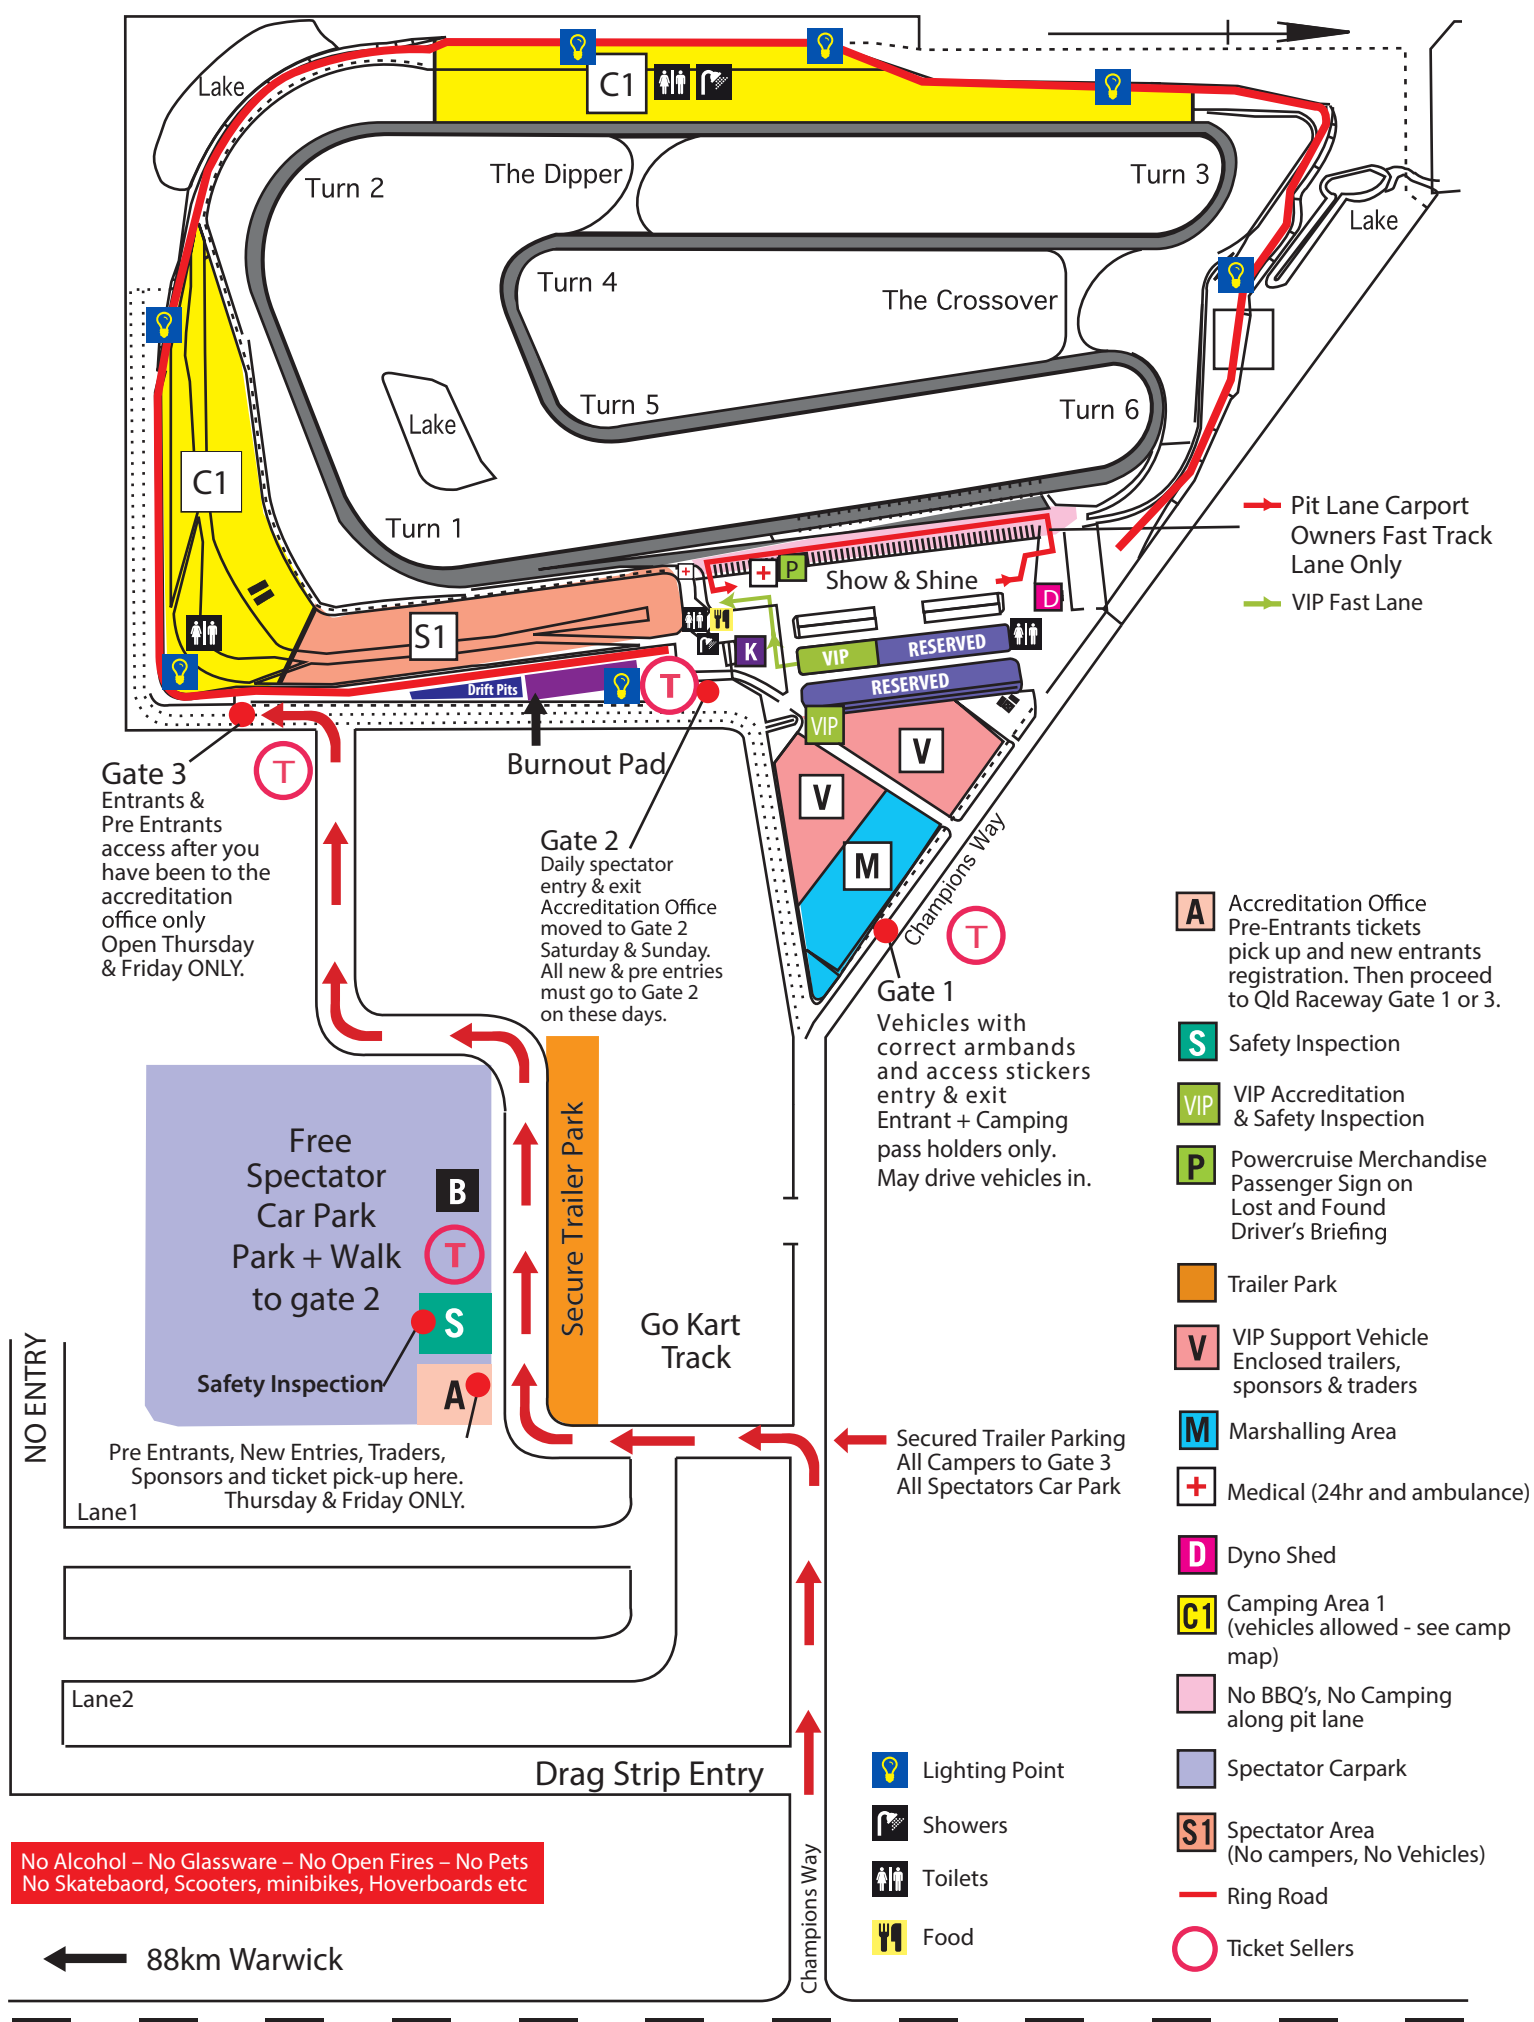 Lake
C1
Turn 2
The Dipper
Turn 3
Lake
Turn 4
The Crossover
C1
Lake
Turn 5
Turn 6
Turn 1
Pit Lane Carport
Owners Fast Track
Lane Only
VIP Fast Lane
P
Show & Shine
D
S1
K
VIP
RESERVED
RESERVED
Drift Pits
T
VIP
V
V
M
Burnout Pad
T
Gate 3
Entrants &
Pre Entrants
access after you
have been to the
accreditation
office only
Open Thursday
& Friday ONLY.
Gate 2
Daily spectator
entry & exit
Accreditation Office
moved to Gate 2
Saturday & Sunday.
All new & pre entries
must go to Gate 2
on these days.
Champions Way
T
Gate 1
Vehicles with
correct armbands
and access stickers
entry & exit
Entrant + Camping
pass holders only.
May drive vehicles in.
A
Accreditation Office
Pre-Entrants tickets
pick up and new entrants
registration. Then proceed
to Qld Raceway Gate 1 or 3.
S
Safety Inspection
VIP
VIP Accreditation
& Safety Inspection
P
Powercruise Merchandise
Passenger Sign on
Lost and Found
Driver's Briefing
Trailer Park
V
VIP Support Vehicle
Enclosed trailers,
sponsors & traders
M
Marshalling Area
Medical (24hr and ambulance)
D
Dyno Shed
C1
Camping Area 1
(vehicles allowed - see camp
map)
No BBQ's, No Camping
along pit lane
Spectator Carpark
S1
Spectator Area
(No campers, No Vehicles)
Ring Road
Ticket Sellers
Free
Spectator
Car Park
Park + Walk
to gate 2
B
T
S
Safety Inspection
A
Secure Trailer Park
Go Kart
Track
NO ENTRY
Pre Entrants, New Entries, Traders,
Sponsors and ticket pick-up here.
Thursday & Friday ONLY.
Secured Trailer Parking
All Campers to Gate 3
All Spectators Car Park
Lane1
Lane2
Drag Strip Entry
Lighting Point
Showers
Toilets
Food
Champions Way
No Alcohol – No Glassware – No Open Fires – No Pets
No Skatebaord, Scooters, minibikes, Hoverboards etc
88km Warwick